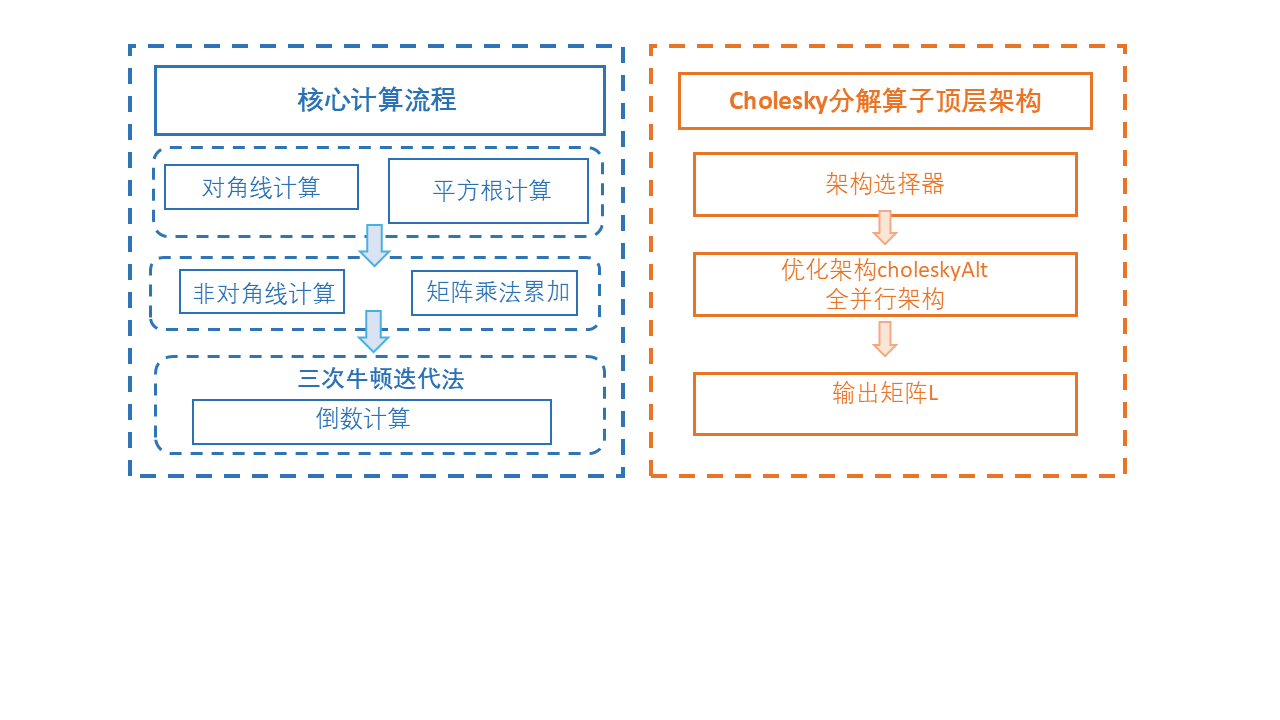 核心计算流程
对角线计算
平方根计算
非对角线计算
矩阵乘法累加
三次牛顿迭代法
倒数计算
Cholesky分解算子顶层架构
架构选择器
优化架构choleskyAlt
全并行架构
输出矩阵L